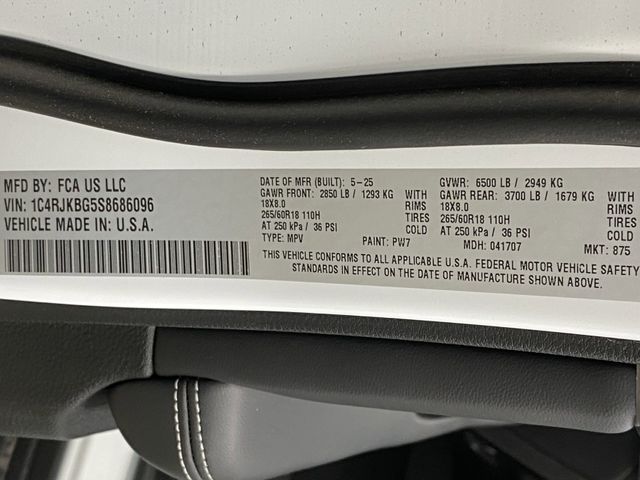 MFD BY: FCA US LLC
VIN: 1C4RJKBG5S8686096
VEHICLE MADE IN: U.S.A.
DATE OF MFR (BUILT): 5-25
GAWR FRONT: 2850 LB / 1293 KG WITH
18X8.0 RIMS
265/60R18 110H TIRES
AT 250 kPa / 36 PSI COLD
TYPE: MPV PAINT: PW7
GVWR: 6500 LB / 2949 KG
GAWR REAR: 3700 LB / 1679 KG WITH
18X8.0 RIMS
265/60R18 110H TIRES
AT 250 kPa / 36 PSI COLD
MDH: 041707 MKT: 875
THIS VEHICLE CONFORMS TO ALL APPLICABLE U.S.A. FEDERAL MOTOR VEHICLE SAFETY
STANDARDS IN EFFECT ON THE DATE OF MANUFACTURE SHOWN ABOVE.